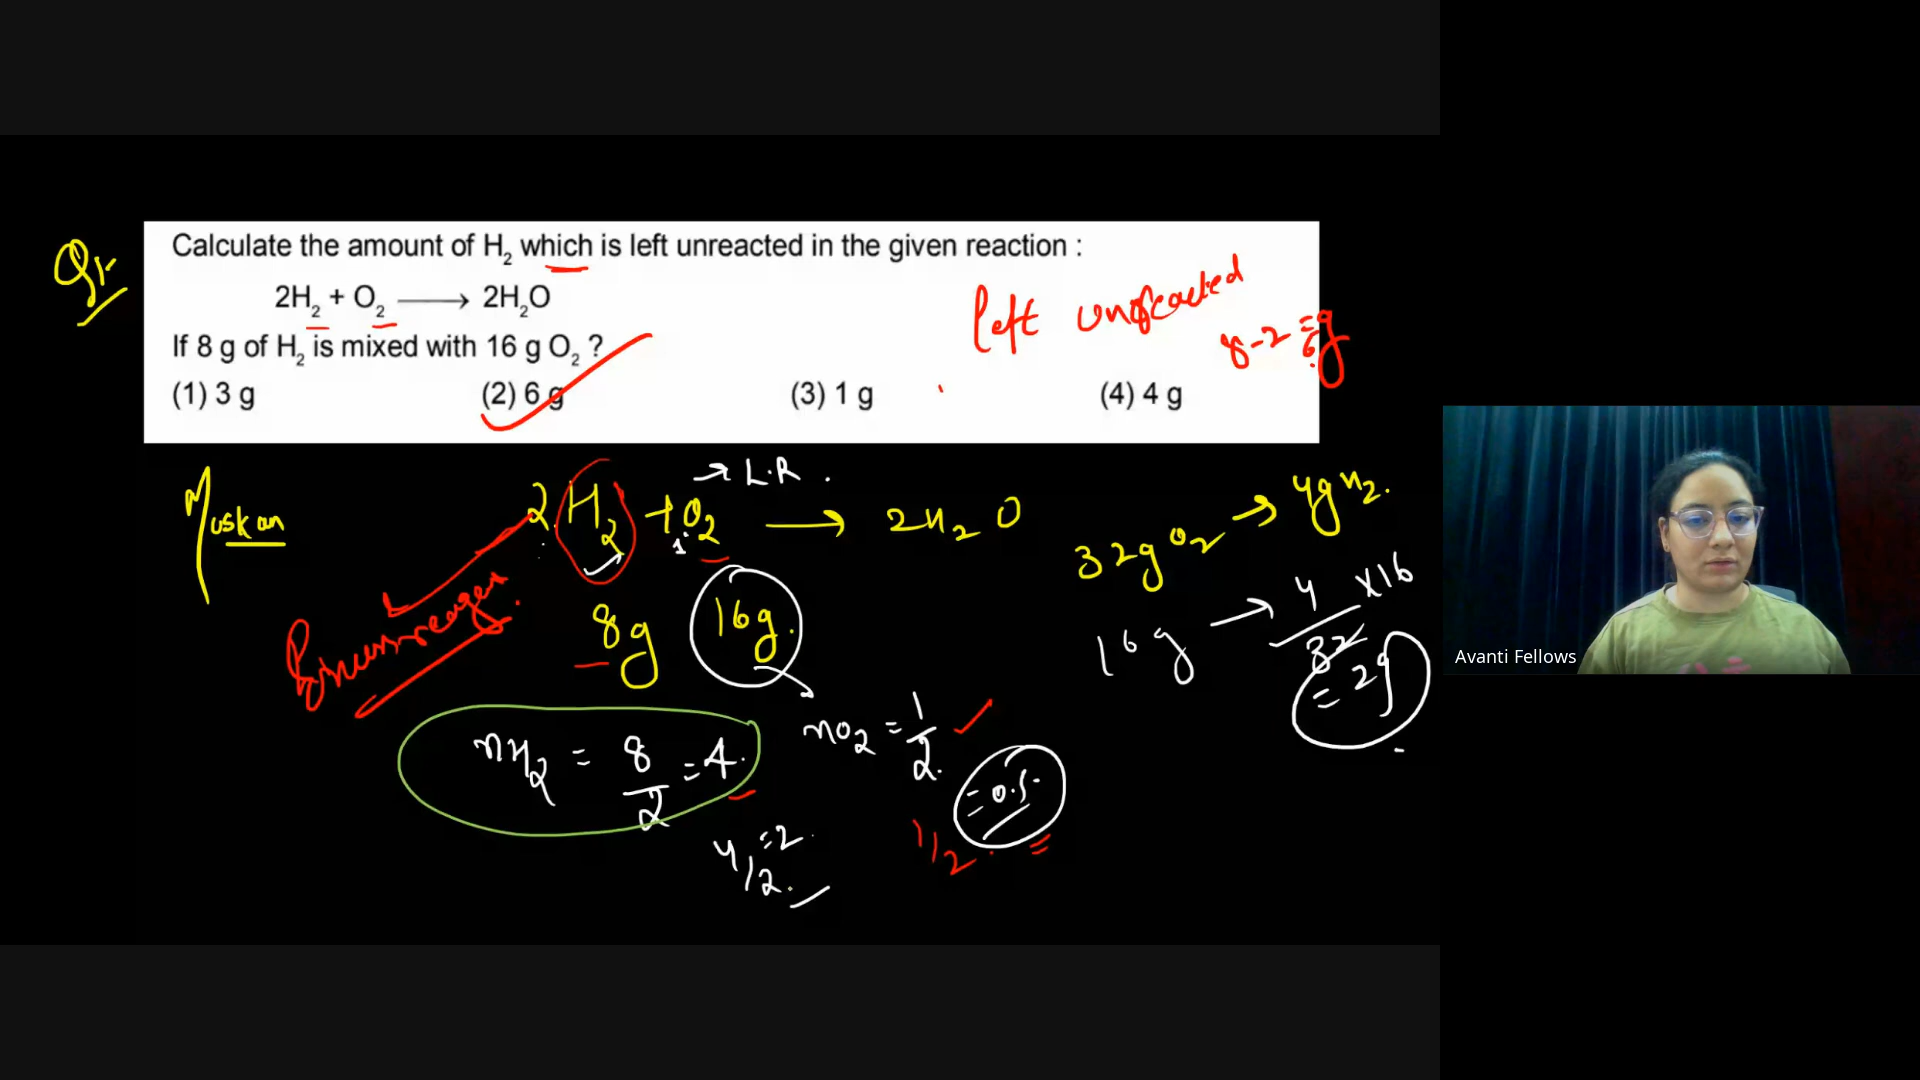 Calculate the amount of H2 which is left unreacted in the given reaction :
2H2 + O2 ⟶ 2H2O
left unreacted
8-2 = 6g
If 8 g of H2 is mixed with 16 g O2 ?
(1) 3 g (2) 6 g (3) 1 g (4) 4 g
→ L.R.
Muskan
2H2 + O2 → 2H2O
1
32g O2 → 4g H2.
8g 16g.
16g → 4/32 ×16
= 2g
nH2 = 8/2 = 4.
nO2 = 1/2.
= 0.5
4/2 = 2.
1/2.
Avanti Fellows